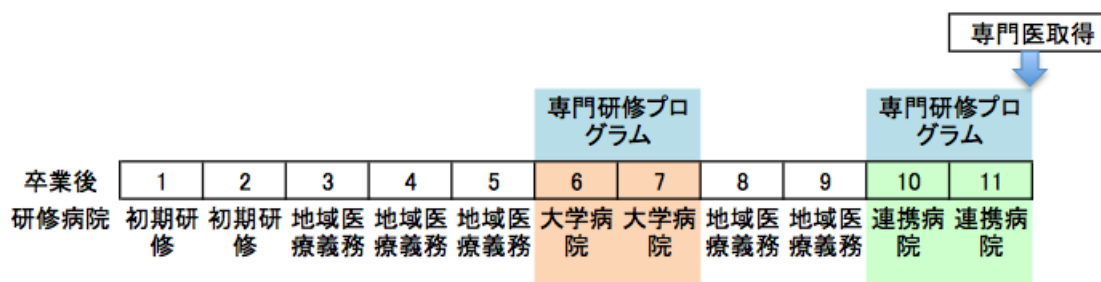 専門医取得
専門研修プロ
グラム
専門研修プロ
グラム
卒業後 1 2 3 4 5 6 7 8 9 10 11
研修病院 初期研 初期研 地域医 地域医 地域医 大学病 大学病 地域医 地域医 連携病 連携病
修 修 療義務 療義務 療義務 院 院 療義務 療義務 院 院